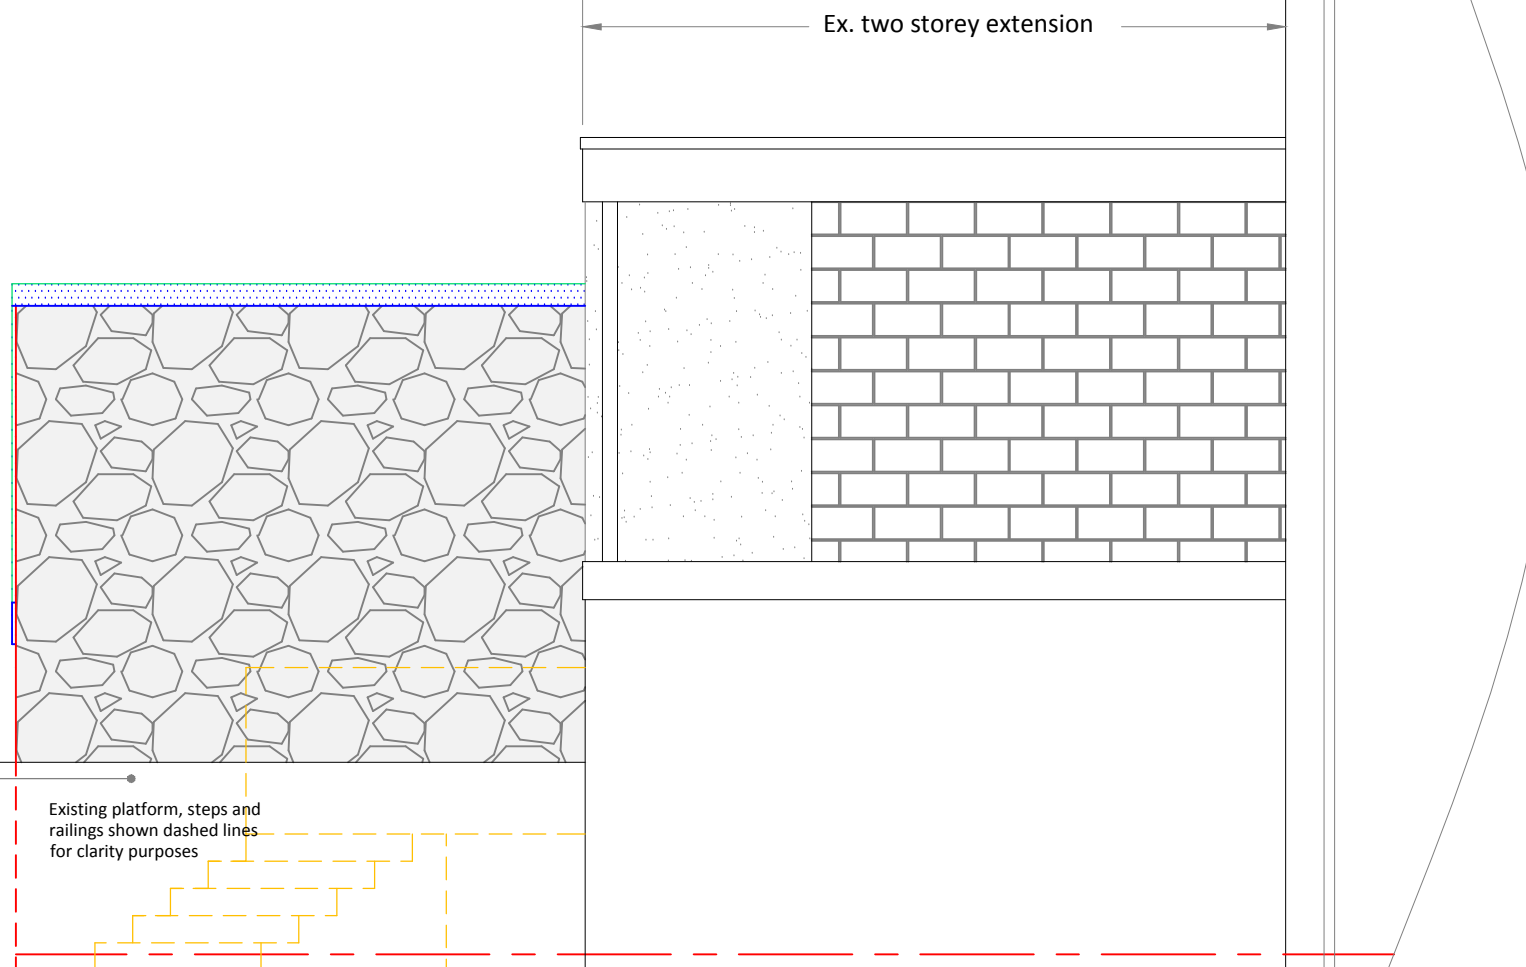 Ex. two storey extension
Existing platform, steps and
railings shown dashed lines
for clarity purposes